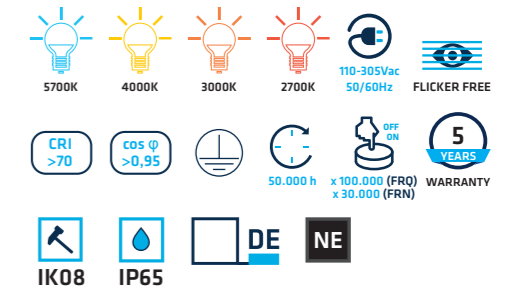 5700K
4000K
3000K
2700K
110-305Vac
50/60Hz
FLICKER FREE
CRI
>70
cos φ
>0,95
50.000 h
OFF
ON
x 100.000 (FRQ)
x 30.000 (FRN)
5
YEARS
WARRANTY
IK08
IP65
DE
NE